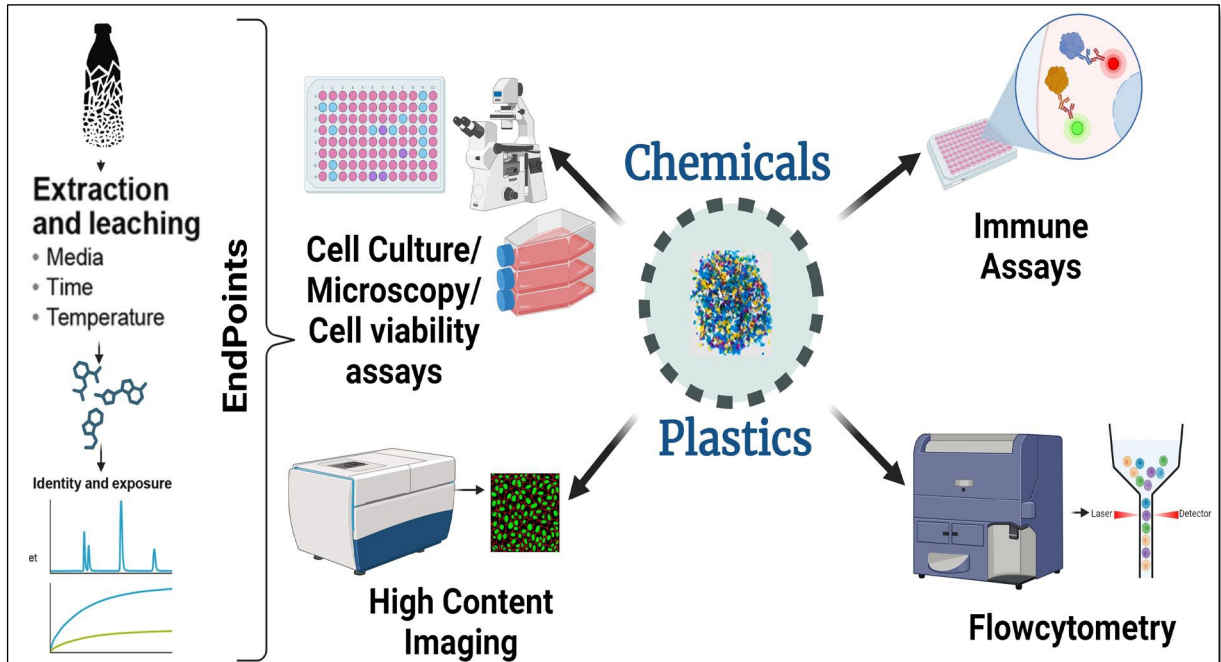 Extraction
and leaching
• Media
• Time
• Temperature
Identity and exposure
et
EndPoints
Cell Culture/
Microscopy/
Cell viability
assays
Chemicals
Plastics
Immune
Assays
High Content
Imaging
Laser
Detector
Flowcytometry